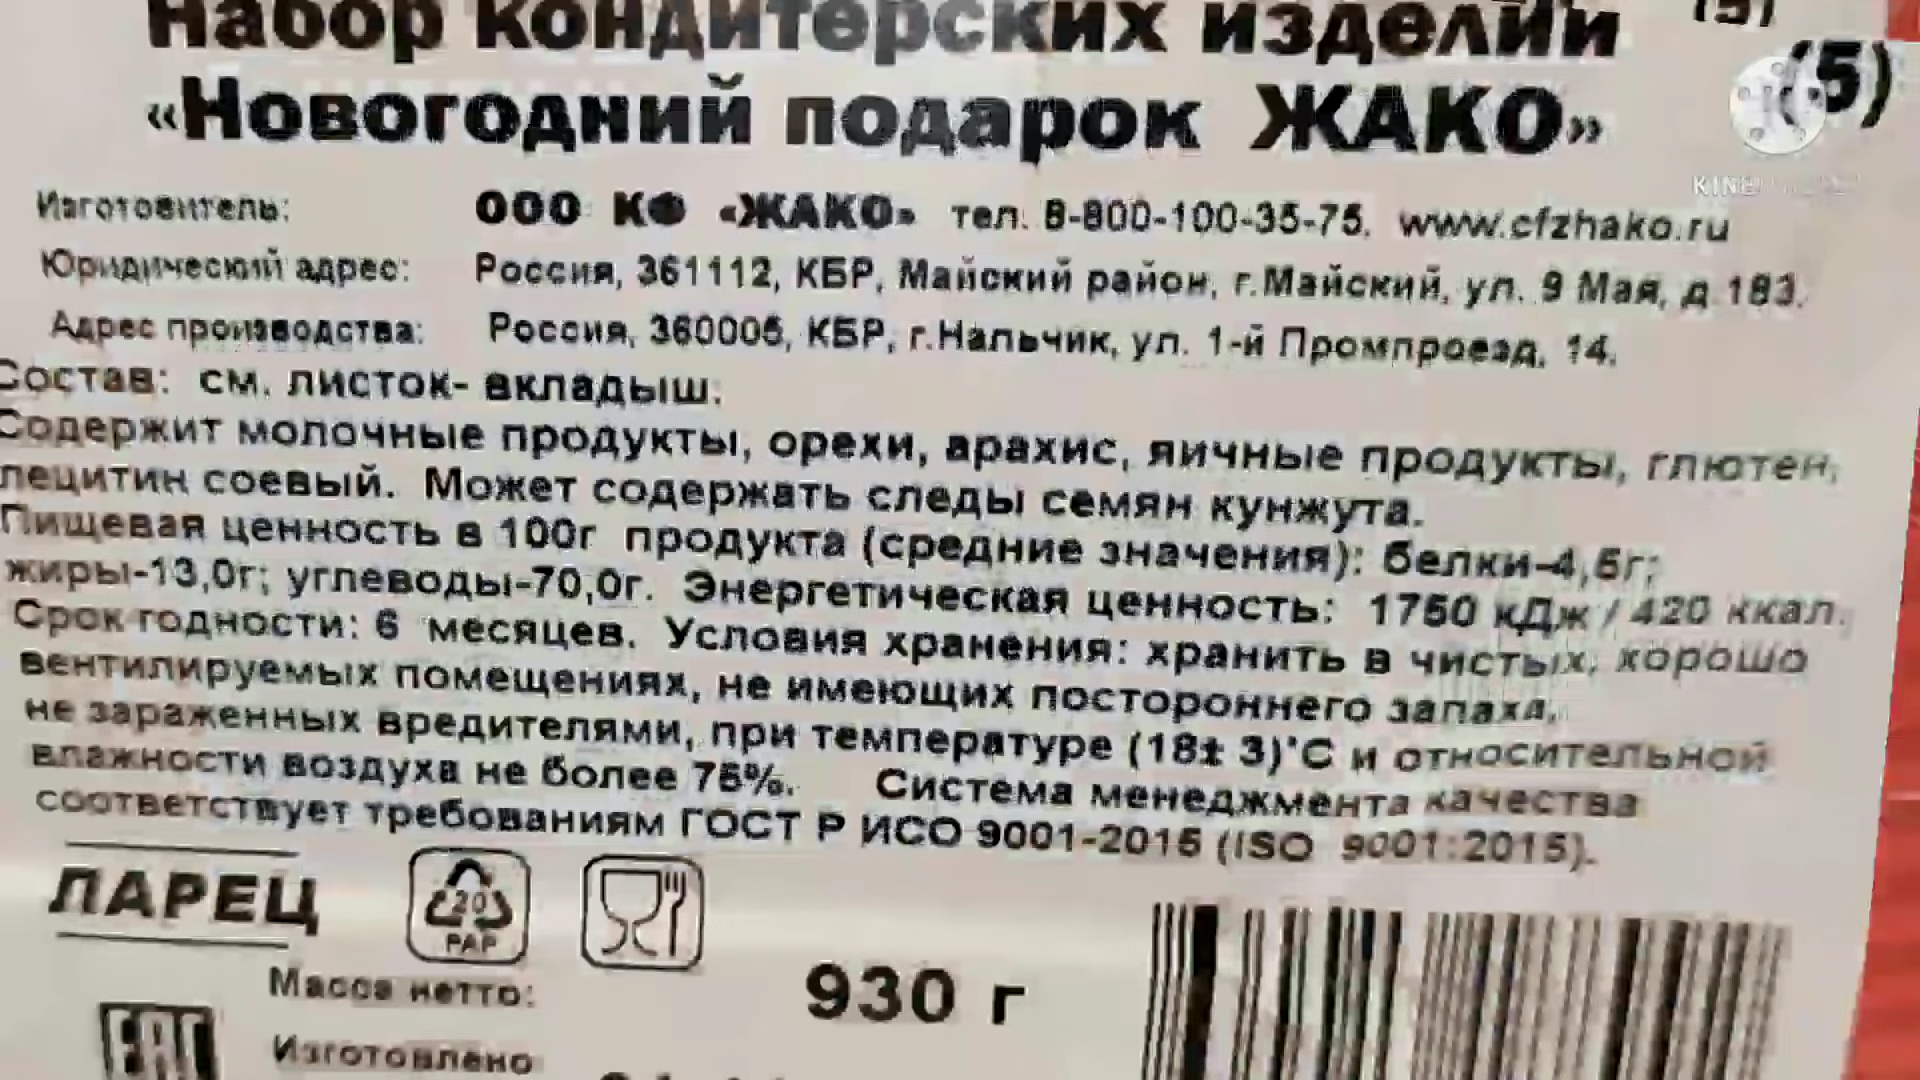 Набор кондитерских изделий
(5)
«Новогодний подарок ЖАКО»
(5)
Изготовитель: ООО КФ «ЖАКО» тел. 8-800-100-35-75, www.cfzhako.ru
Юридический адрес: Россия, 361112, КБР, Майский район, г.Майский, ул. 9 Мая, д 183.
Адрес производства: Россия, 360005, КБР, г.Нальчик, ул. 1-й Промпроезд, 14.
Состав: см. листок- вкладыш.
Содержит молочные продукты, орехи, арахис, яичные продукты, глютен,
лецитин соевый. Может содержать следы семян кунжута.
Пищевая ценность в 100г продукта (средние значения): белки-4,5г;
жиры-13,0г; углеводы-70,0г. Энергетическая ценность: 1750 кДж / 420 ккал.
Срок годности: 6 месяцев. Условия хранения: хранить в чистых, хорошо
вентилируемых помещениях, не имеющих постороннего запаха,
не зараженных вредителями, при температуре (18± 3)°С и относительной
влажности воздуха не более 75%. Система менеджмента качества
соответствует требованиям ГОСТ Р ИСО 9001-2015 (ISO 9001:2015).
ЛАРЕЦ
20
PAP
Масса нетто: 930 г
ЕАС
Изготовлено